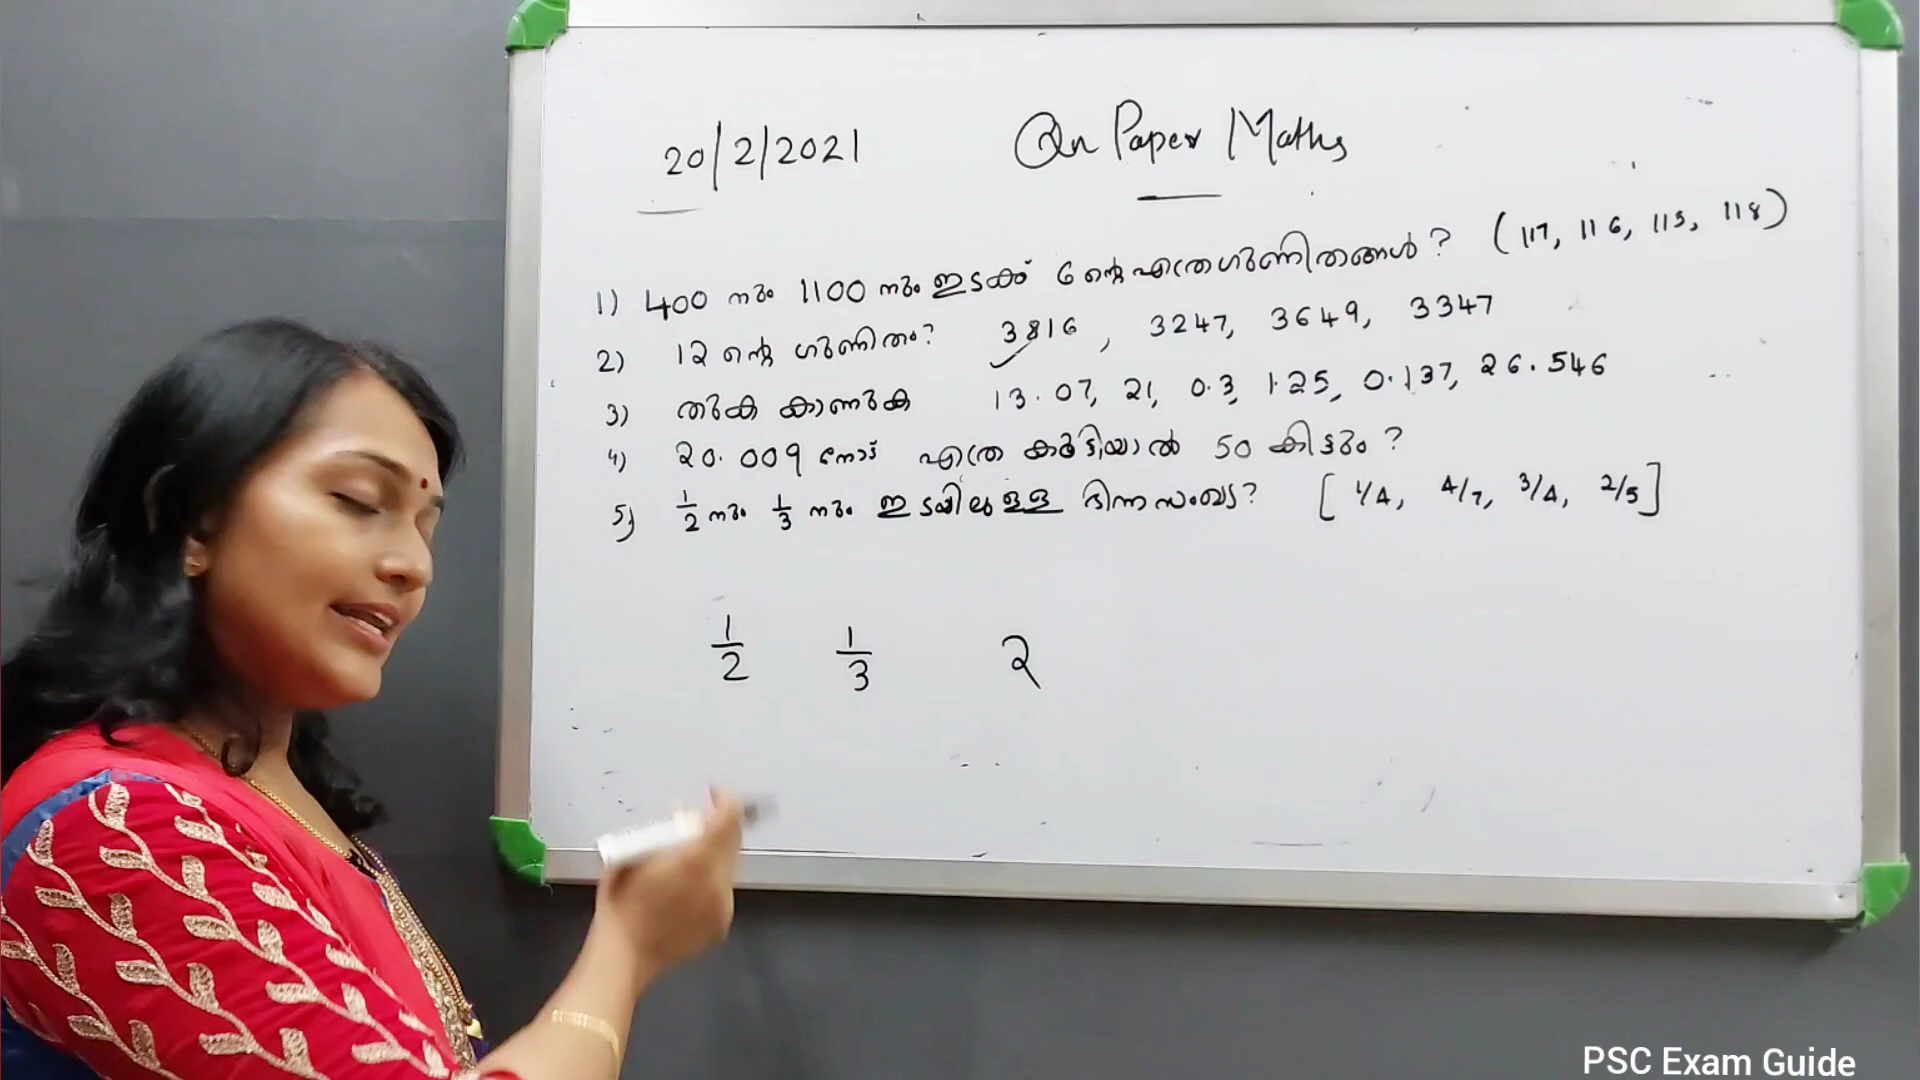 20/2/2021 Qn Paper Maths
1) 400 നും 1100 നും ഇടക്ക് 6 ന്റെ എത്ര ഗുണിതങ്ങൾ? (117, 116, 115, 118)
2) 12 ന്റെ ഗുണിതം? 3816, 3247, 3649, 3347
3) തുക കാണുക 13.07, 21, 0.3, 1.25, 0.137, 26.546
4) 20.009 നോട് എത്ര കൂട്ടിയാൽ 50 കിട്ടും?
5) 1/2 നും 1/3 നും ഇടയിലുള്ള ഭിന്നസംഖ്യ? [1/4, 4/7, 3/4, 2/5]
1/2 1/3 2
PSC Exam Guide